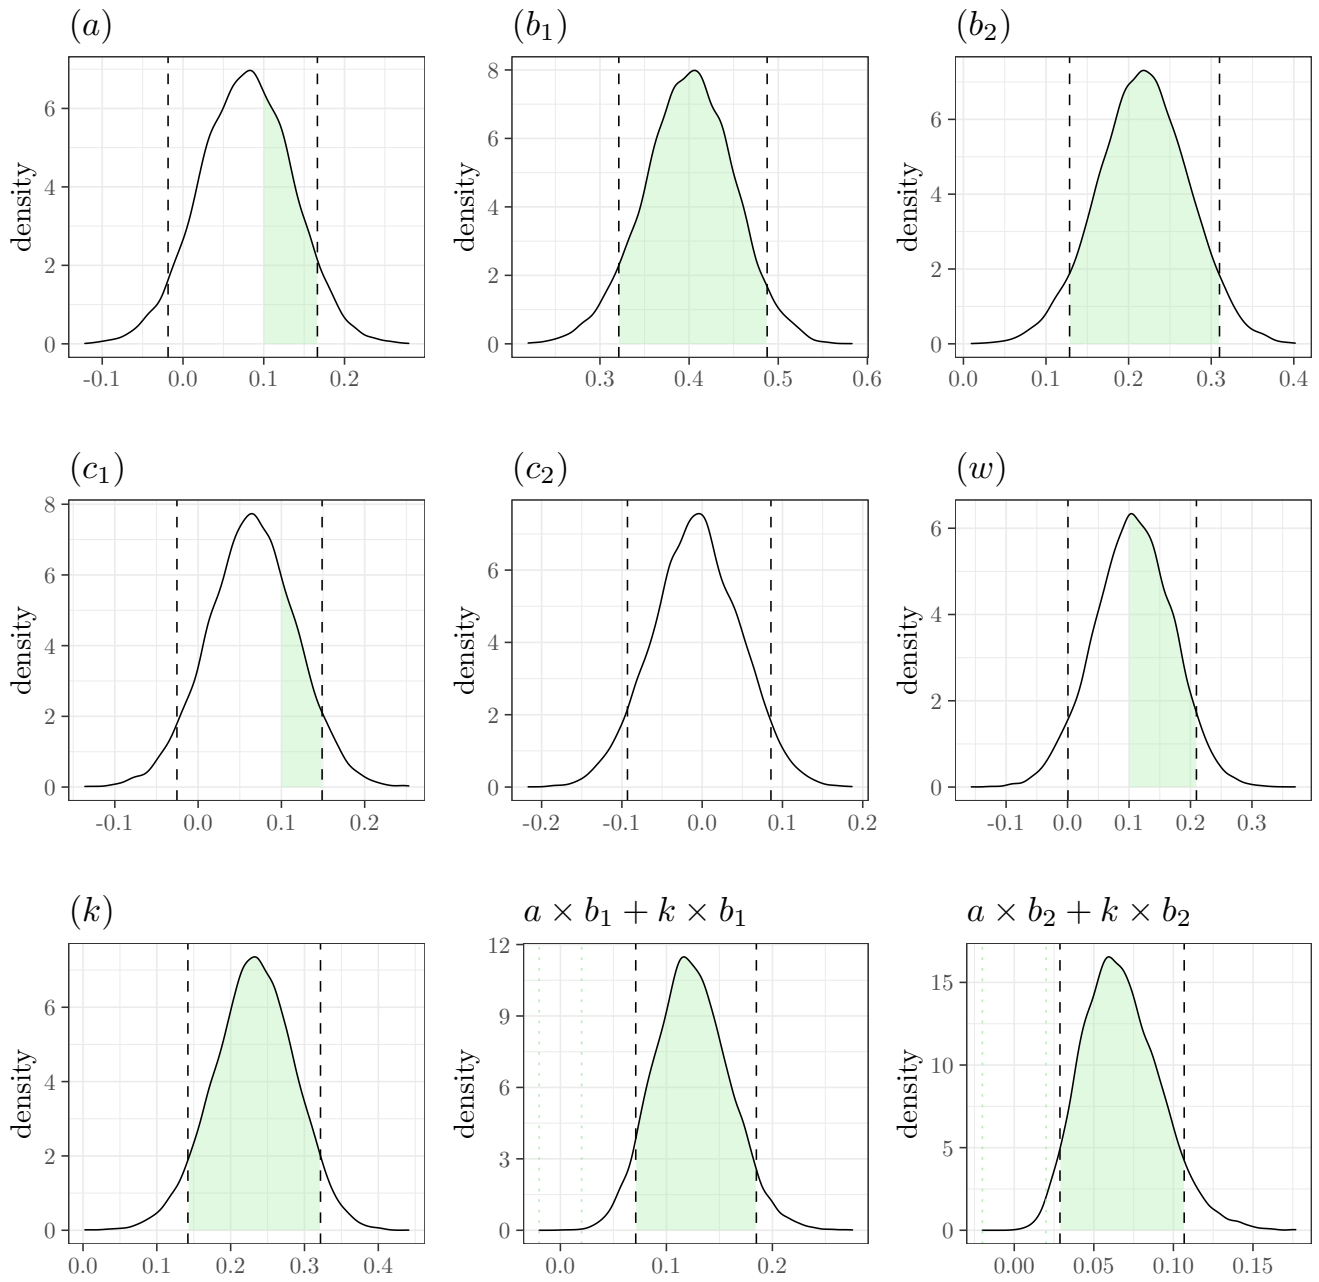 (a) (b₁) (b₂)
8
6 6 6
density density density
4 4 4
2 2 2
0 0 0
-0.1 0.0 0.1 0.2 0.3 0.4 0.5 0.6 0.0 0.1 0.2 0.3 0.4
(c₁) (c₂) (w)
8
6 6 6
density density density
4 4 4
2 2 2
0 0 0
-0.1 0.0 0.1 0.2 -0.2 -0.1 0.0 0.1 0.2 -0.1 0.0 0.1 0.2 0.3
(k) a × b₁ + k × b₁ a × b₂ + k × b₂
12
15
6 9
density density density
10
4 6
5
2 3
0 0 0
0.0 0.1 0.2 0.3 0.4 0.0 0.1 0.2 0.00 0.05 0.10 0.15